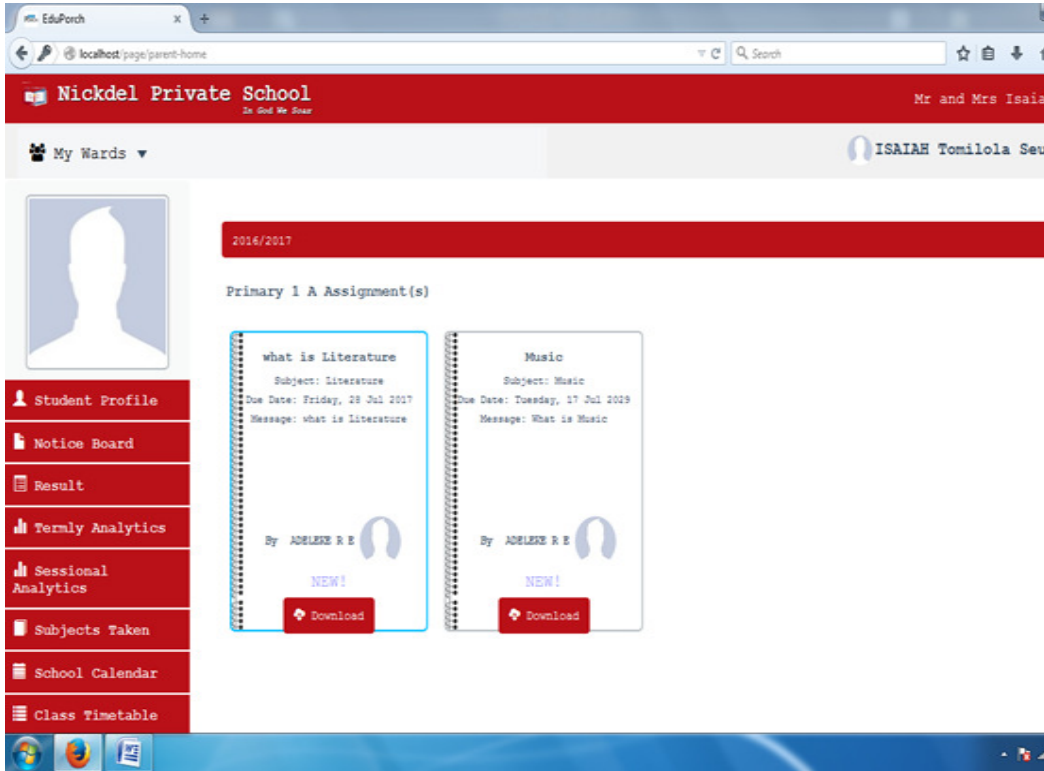 EduPorch
localhost/page/parent-home
Search
Nickdel Private School
In God We Soar
Mr and Mrs Isaia
My Wards
ISAIAH Tomilola Seu
2016/2017
Primary 1 A Assignment(s)
what is Literature
Subject: Literature
Due Date: Friday, 28 Jul 2017
Message: what is Literature
By ADELEKE R E
NEW!
Download
Music
Subject: Music
Due Date: Tuesday, 17 Jul 2029
Message: What is Music
By ADELEKE R E
NEW!
Download
Student Profile
Notice Board
Result
Termly Analytics
Sessional
Analytics
Subjects Taken
School Calendar
Class Timetable